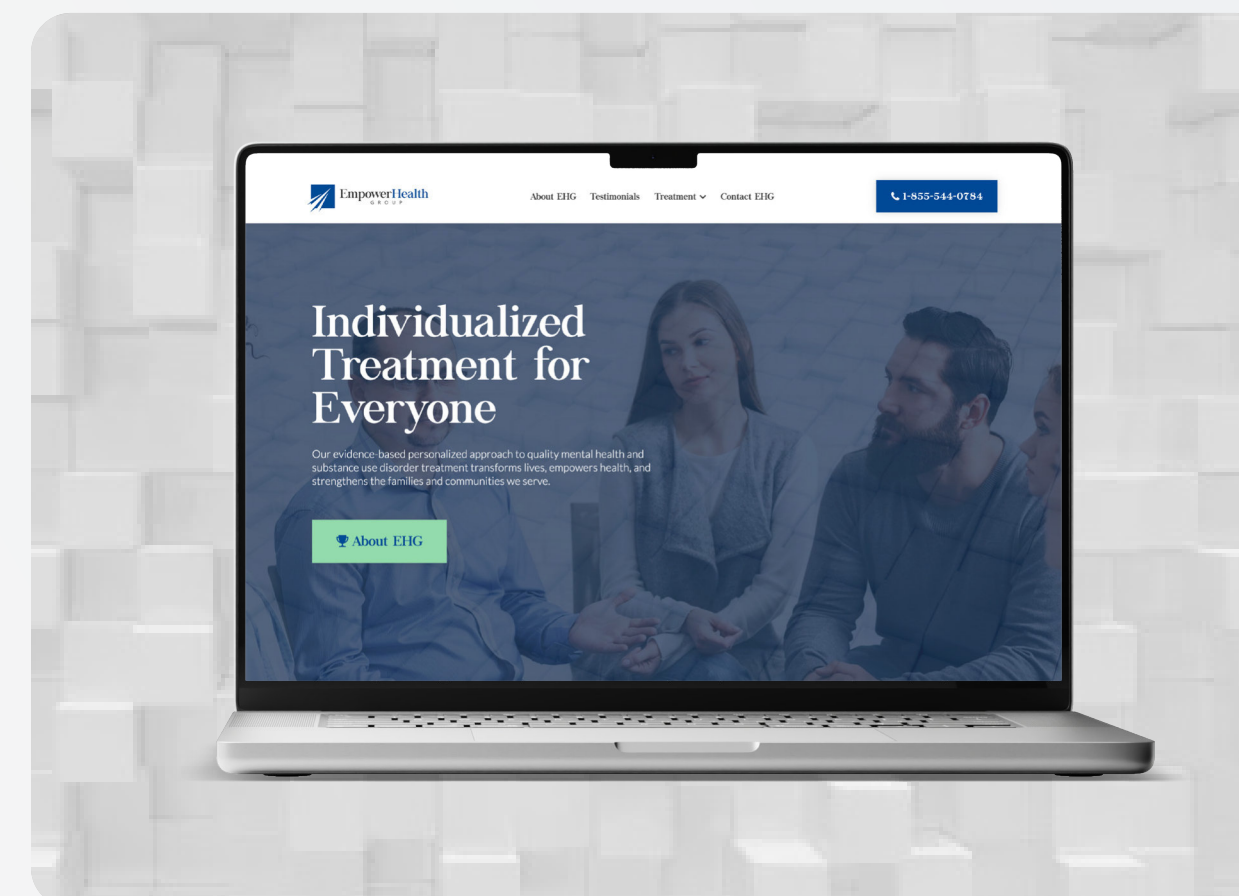 EmpowerHealth
GROUP
About EHG Testimonials Treatment Contact EHG
1-855-544-0784
Individualized
Treatment for
Everyone
Our evidence-based personalized approach to quality mental health and
substance use disorder treatment transforms lives, empowers health, and
strengthens the families and communities we serve.
About EHG